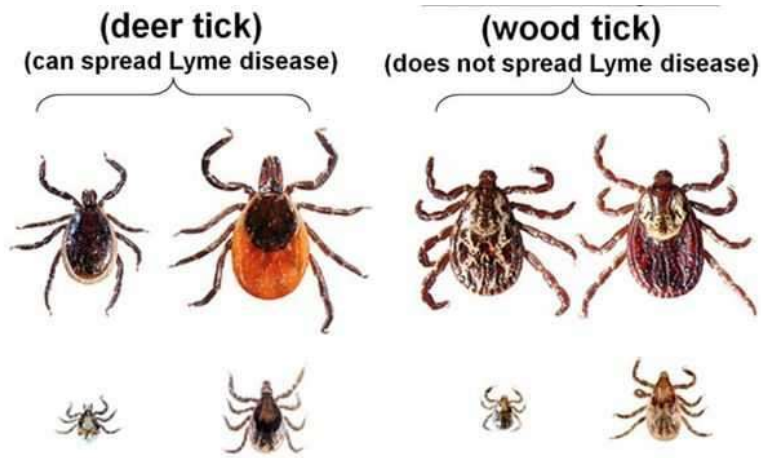 (deer tick)
(can spread Lyme disease)
(wood tick)
(does not spread Lyme disease)